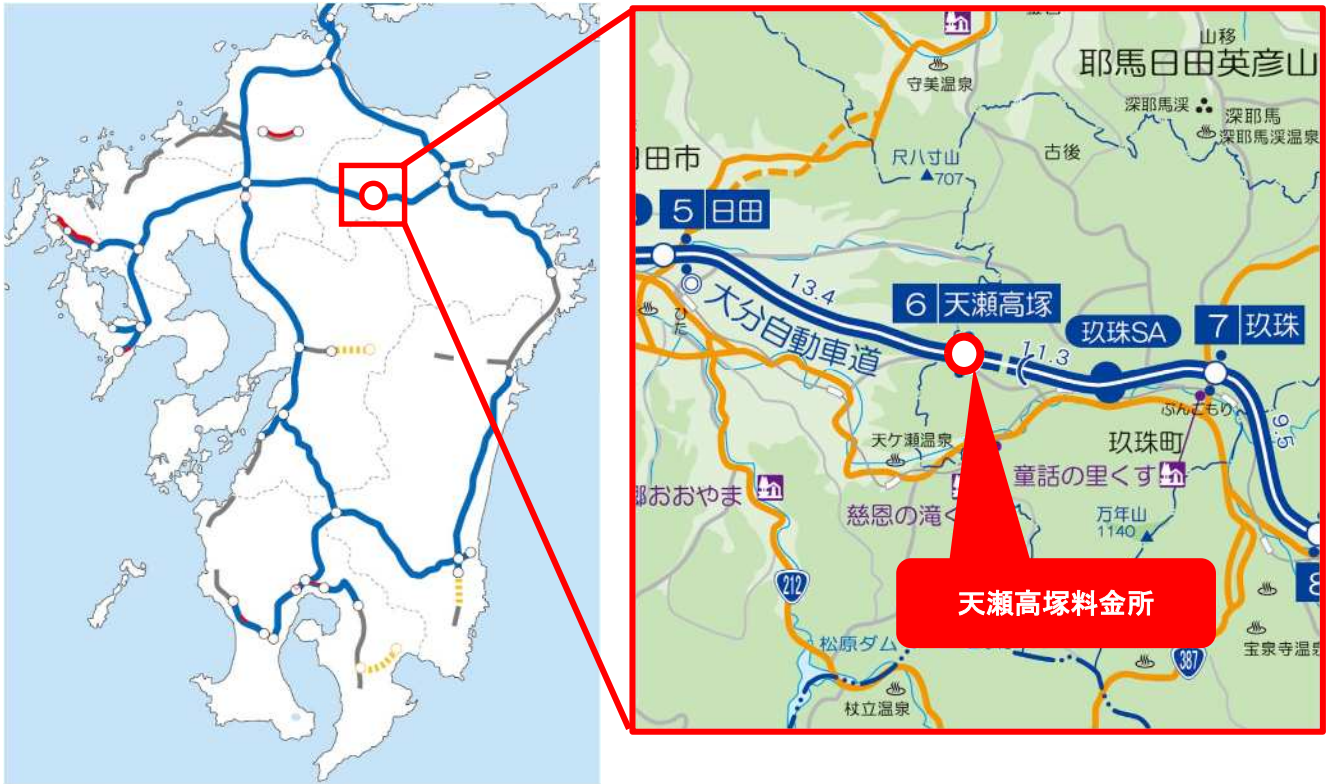 山移
耶馬日田英彦山
守美温泉
深耶馬渓
深耶馬
深耶馬渓温泉
古後
尺八寸山
707
田市
5 日田
13.4
6 天瀬高塚
玖珠SA
7 玖珠
11.3
大分自動車道
ひた
ぶんごもり
9.5
天ケ瀬温泉
玖珠町
童話の里くす
郷おおやま
慈恩の滝く
万年山
1140
212
天瀬高塚料金所
8
松原ダム
387
宝泉寺温泉
杖立温泉